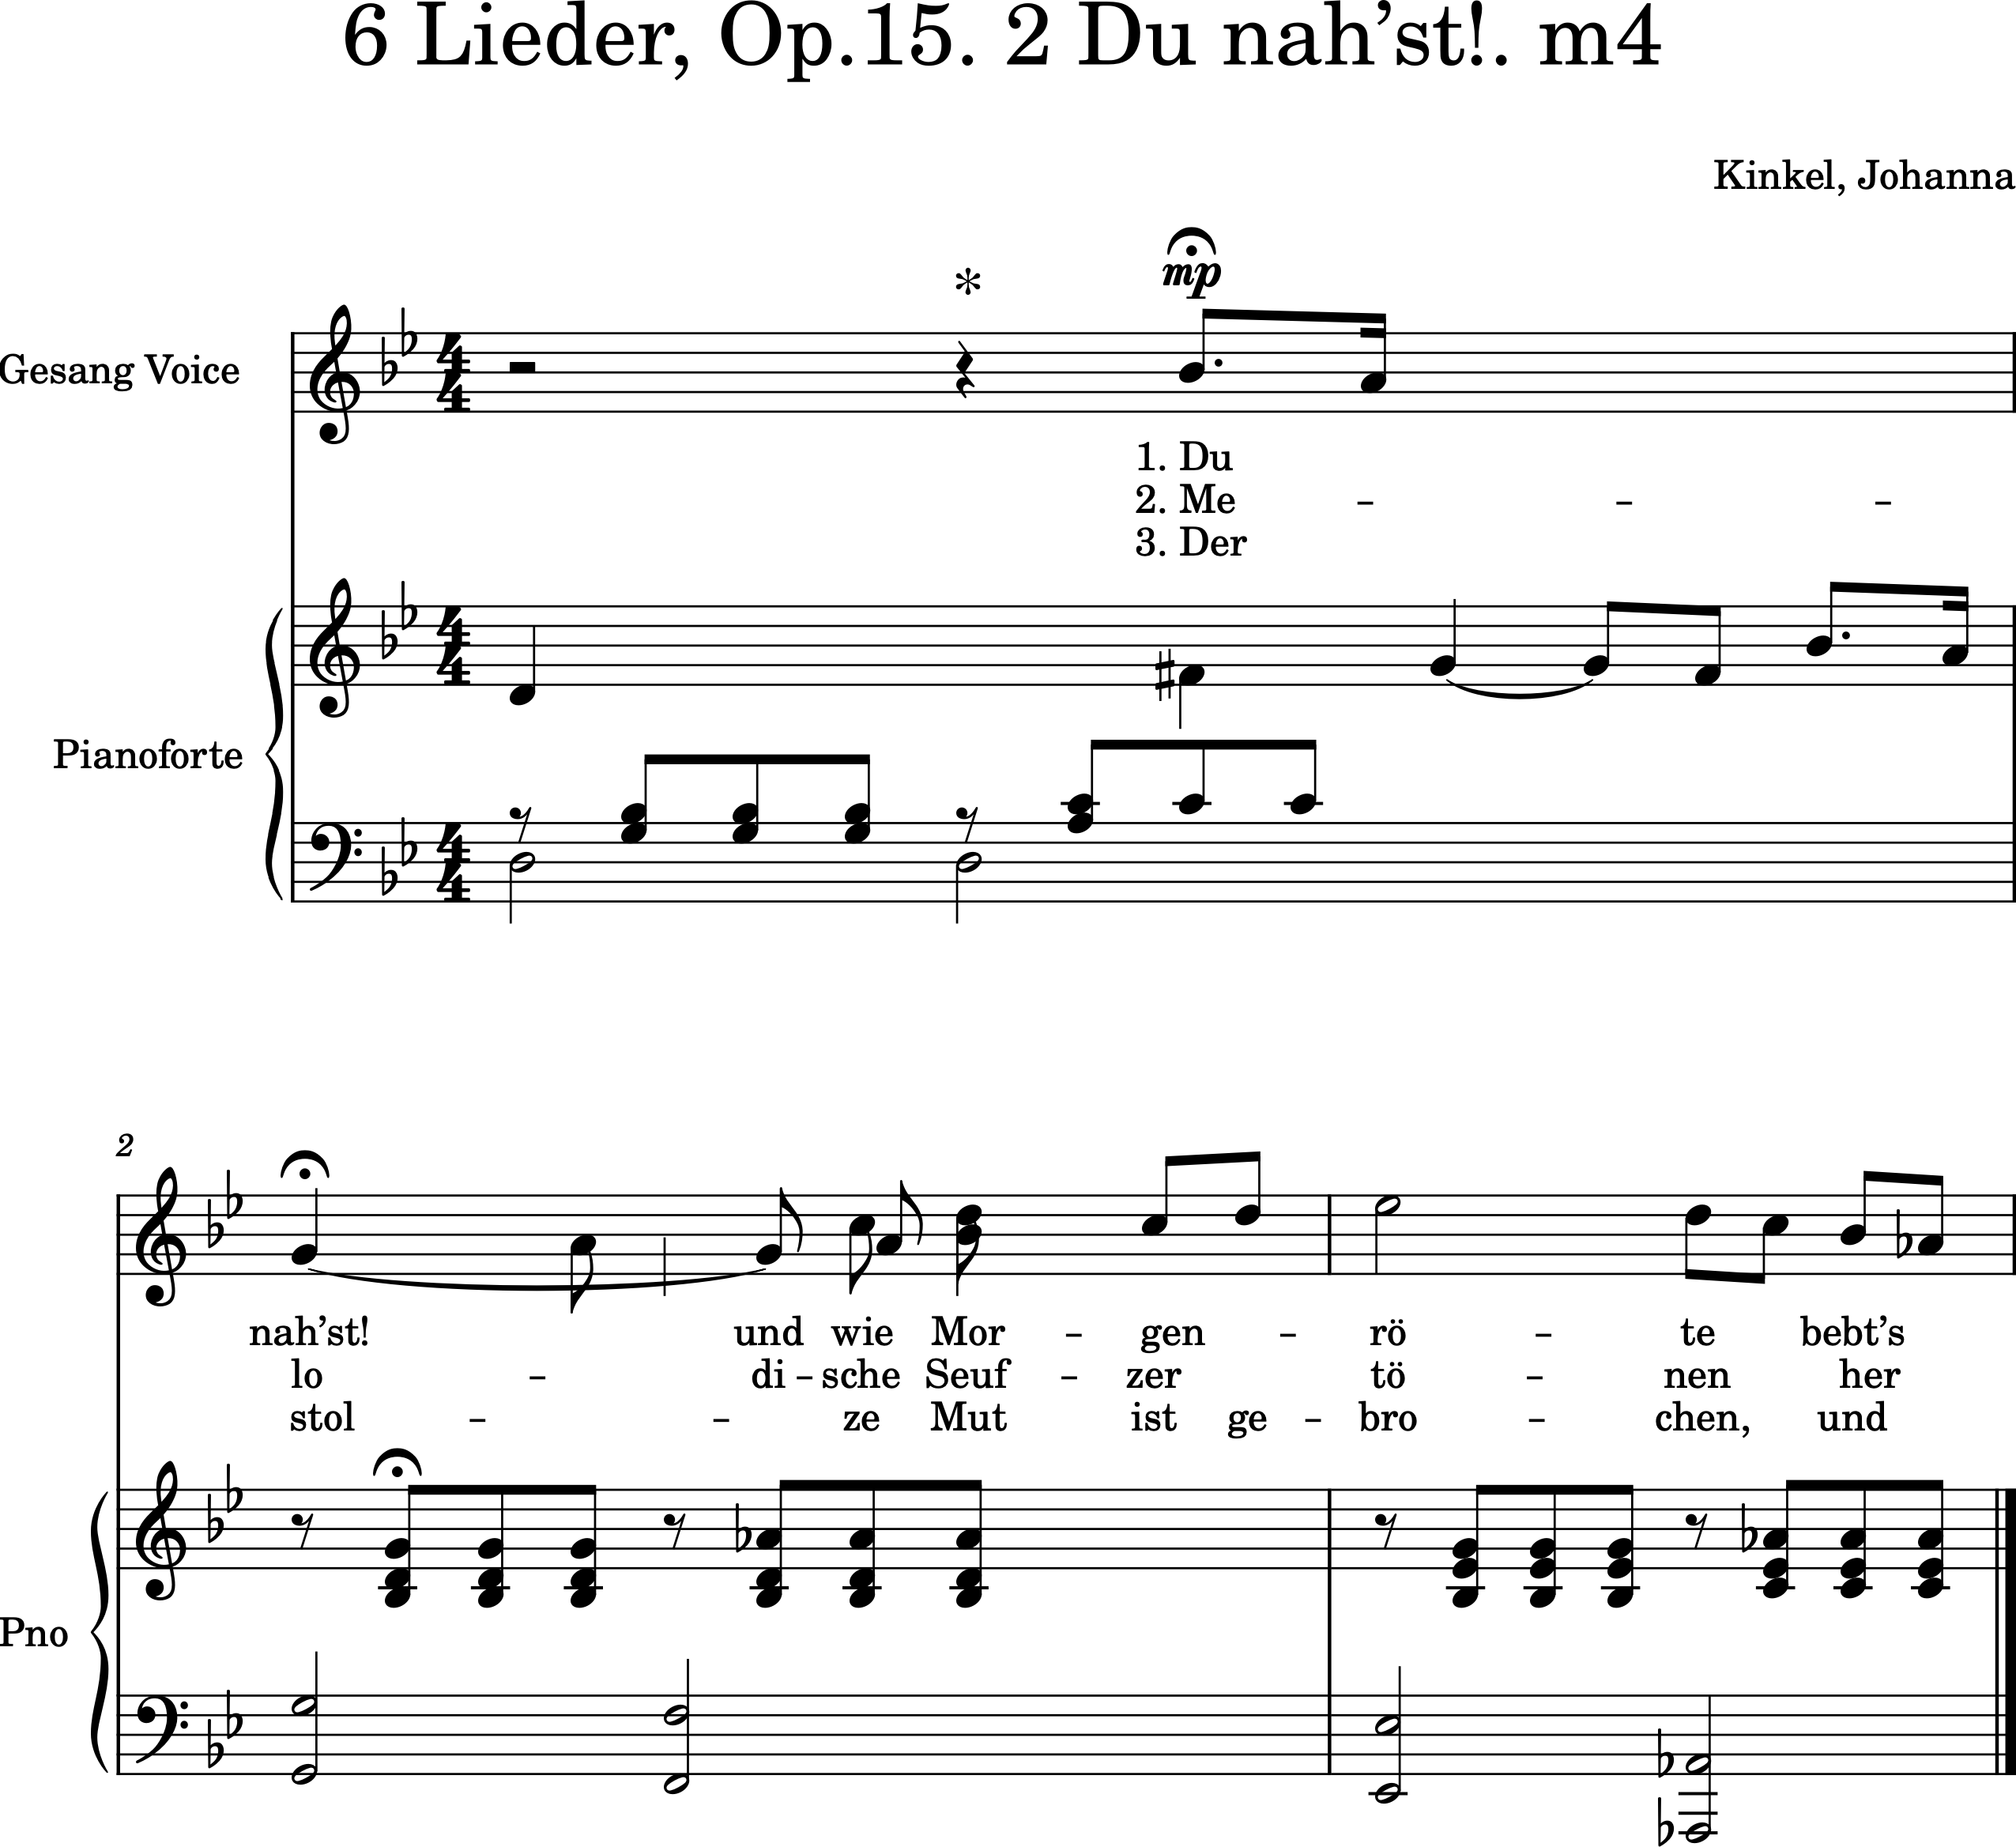 6 Lieder, Op.15. 2 Du nah’st!. m4
Kinkel, Johanna
mp
Gesang Voice
1. Du
2. Me - - -
3. Der
Pianoforte
2
nah’st! und wie Mor - gen - rö - te bebt’s
lo - di - sche Seuf - zer tö - nen her
stol - - ze Mut ist ge - bro - chen, und
Pno